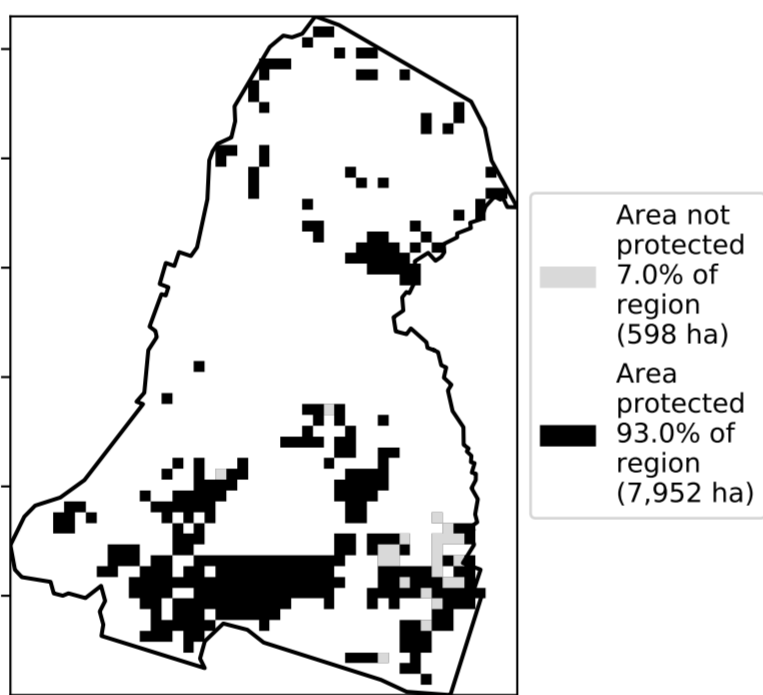 Area not
protected
7.0% of
region
(598 ha)
Area
protected
93.0% of
region
(7,952 ha)